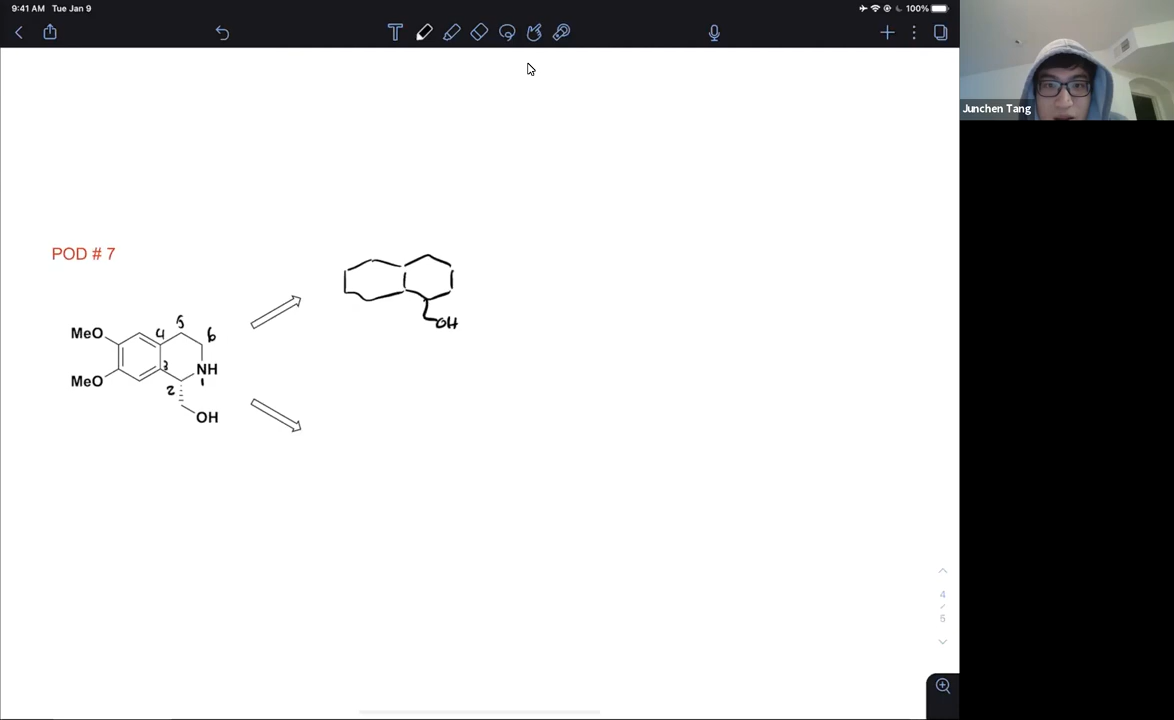 9:41 AM Tue Jan 9
100%
T
Junchen Tang
POD # 7
OH
5
4
6
MeO
3
NH
1
MeO
2
OH
4
5